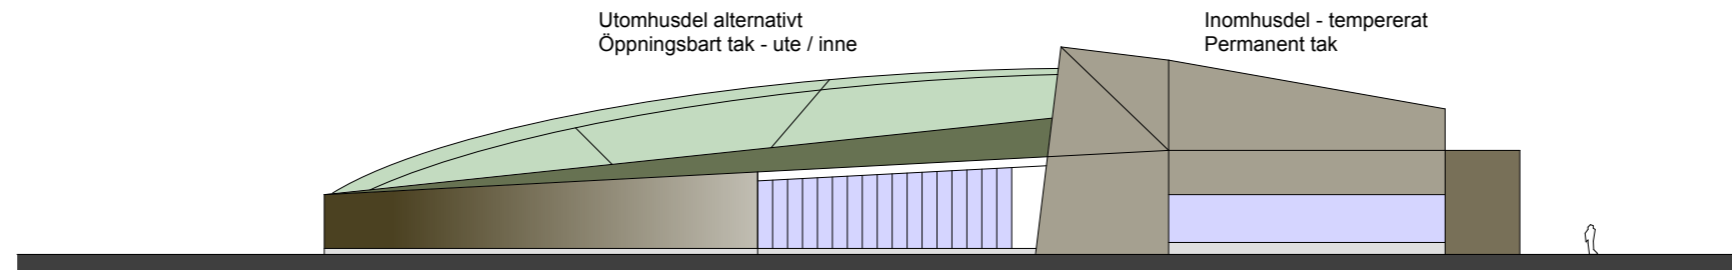 Utomhusdel alternativt
Öppningsbart tak - ute / inne
Inomhusdel - tempererat
Permanent tak